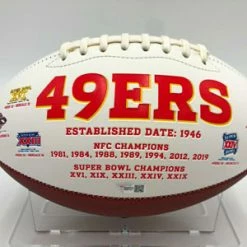 49ERS
ESTABLISHED DATE: 1946
NFC CHAMPIONS
1981, 1984, 1988, 1989, 1994, 2012, 2019
SUPER BOWL CHAMPIONS
XVI, XIX, XXIII, XXIV, XXIX